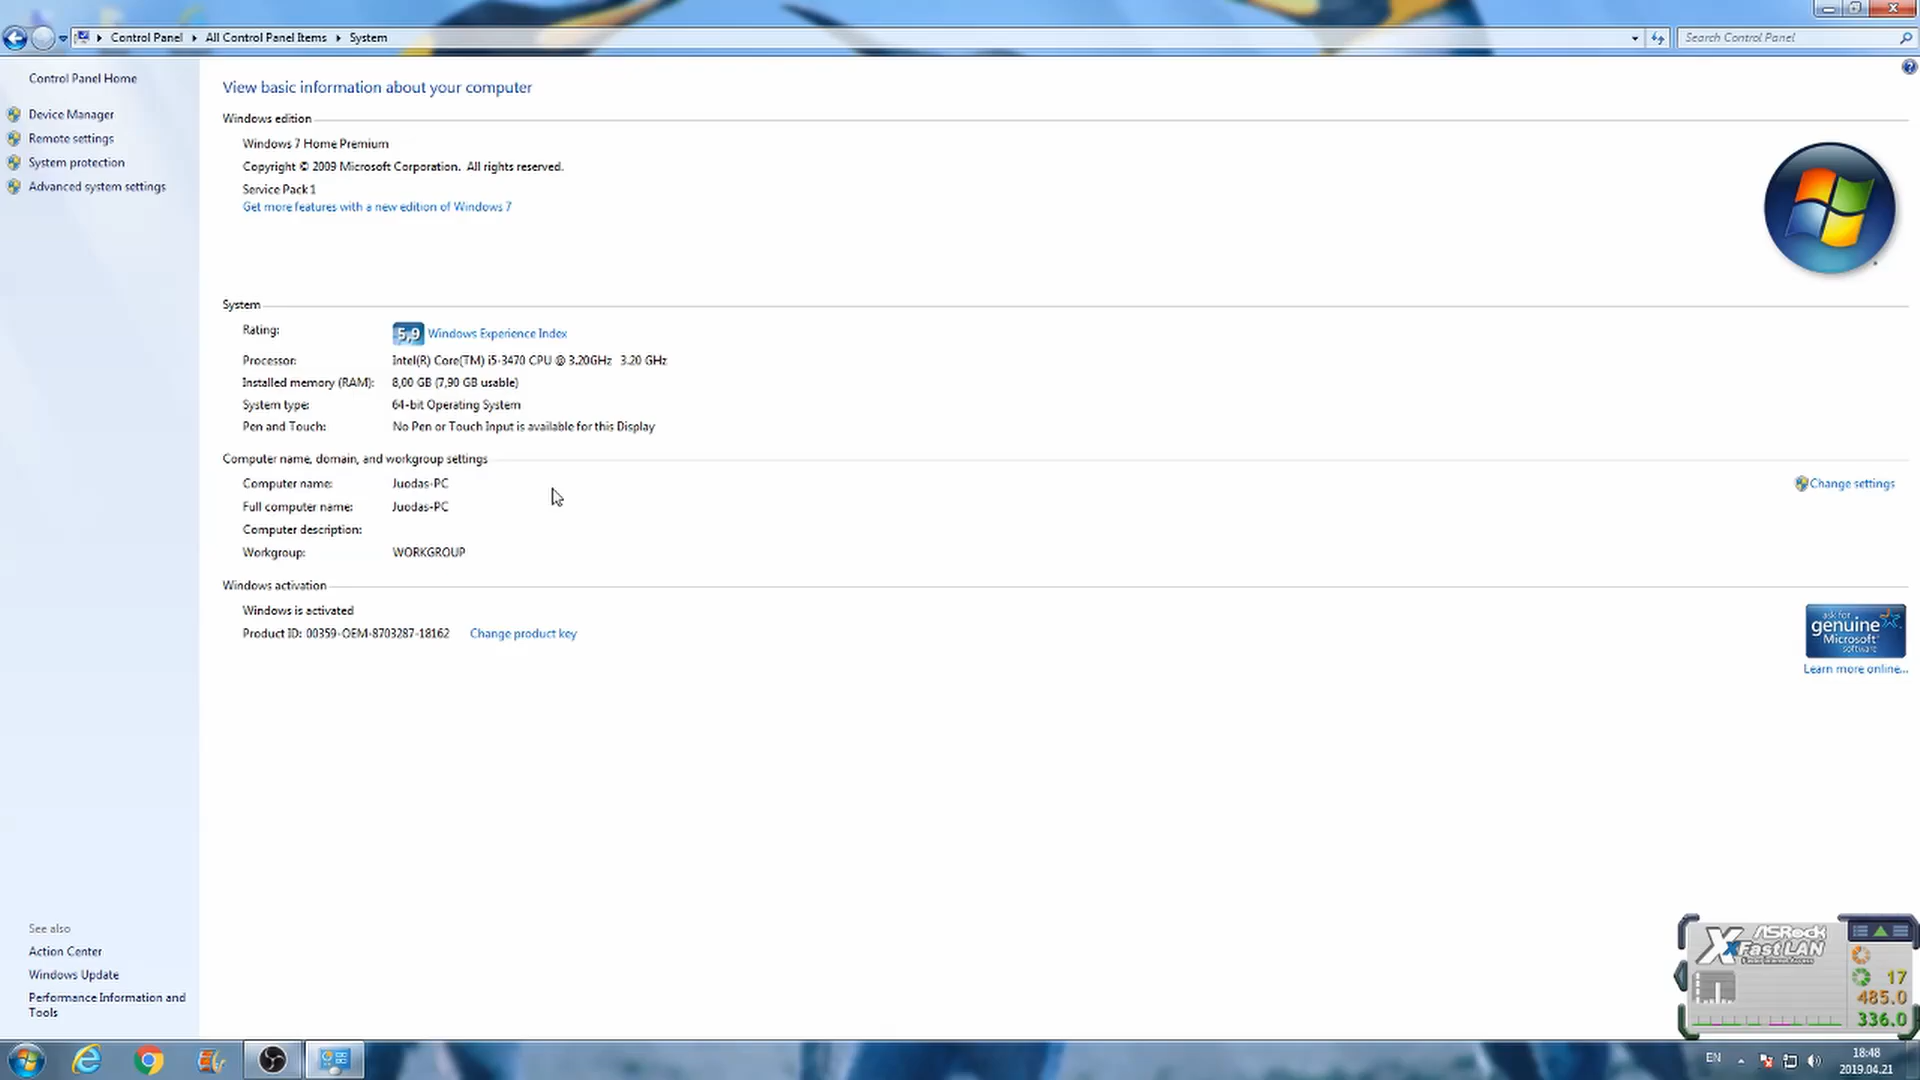 Control Panel
All Control Panel Items
System
Search Control Panel
Control Panel Home
Device Manager
Remote settings
System protection
Advanced system settings
View basic information about your computer
Windows edition
Windows 7 Home Premium
Copyright © 2009 Microsoft Corporation. All rights reserved.
Service Pack 1
Get more features with a new edition of Windows 7
System
Rating:
5,9 Windows Experience Index
Processor: Intel(R) Core(TM) i5-3470 CPU @ 3.20GHz 3.20 GHz
Installed memory (RAM): 8,00 GB (7,90 GB usable)
System type: 64-bit Operating System
Pen and Touch: No Pen or Touch Input is available for this Display
Computer name, domain, and workgroup settings
Computer name: Juodas-PC
Change settings
Full computer name: Juodas-PC
Computer description:
Workgroup: WORKGROUP
Windows activation
Windows is activated
Product ID: 00359-OEM-8703287-18162 Change product key
ask for
genuine
Microsoft
software
Learn more online...
See also
Action Center
Windows Update
Performance Information and
Tools
ASRock
XFast LAN
17
485.0
336.0
EN
18:48
2019.04.21